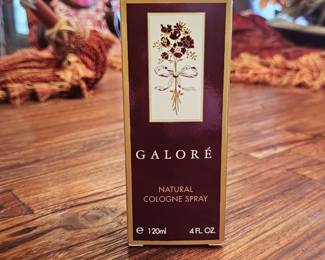 GALORÉ
NATURAL
COLOGNE SPRAY
℮ 120ml 4 FL. OZ.